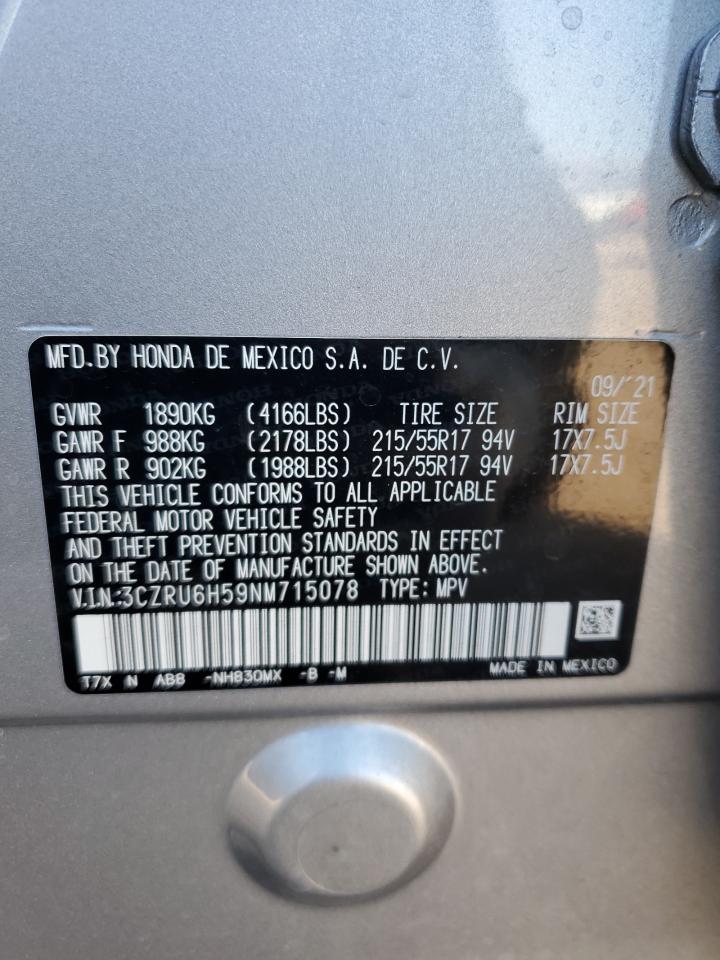 MFD.BY HONDA DE MEXICO S.A. DE C.V.
09/'21
GVWR 1890KG (4166LBS) TIRE SIZE RIM SIZE
GAWR F 988KG (2178LBS) 215/55R17 94V 17X7.5J
GAWR R 902KG (1988LBS) 215/55R17 94V 17X7.5J
THIS VEHICLE CONFORMS TO ALL APPLICABLE
FEDERAL MOTOR VEHICLE SAFETY
AND THEFT PREVENTION STANDARDS IN EFFECT
ON THE DATE OF MANUFACTURE SHOWN ABOVE.
V.I.N:3CZRU6H59NM715078 TYPE:MPV
T7X N AB8 -NH830MX -B -M MADE IN MEXICO